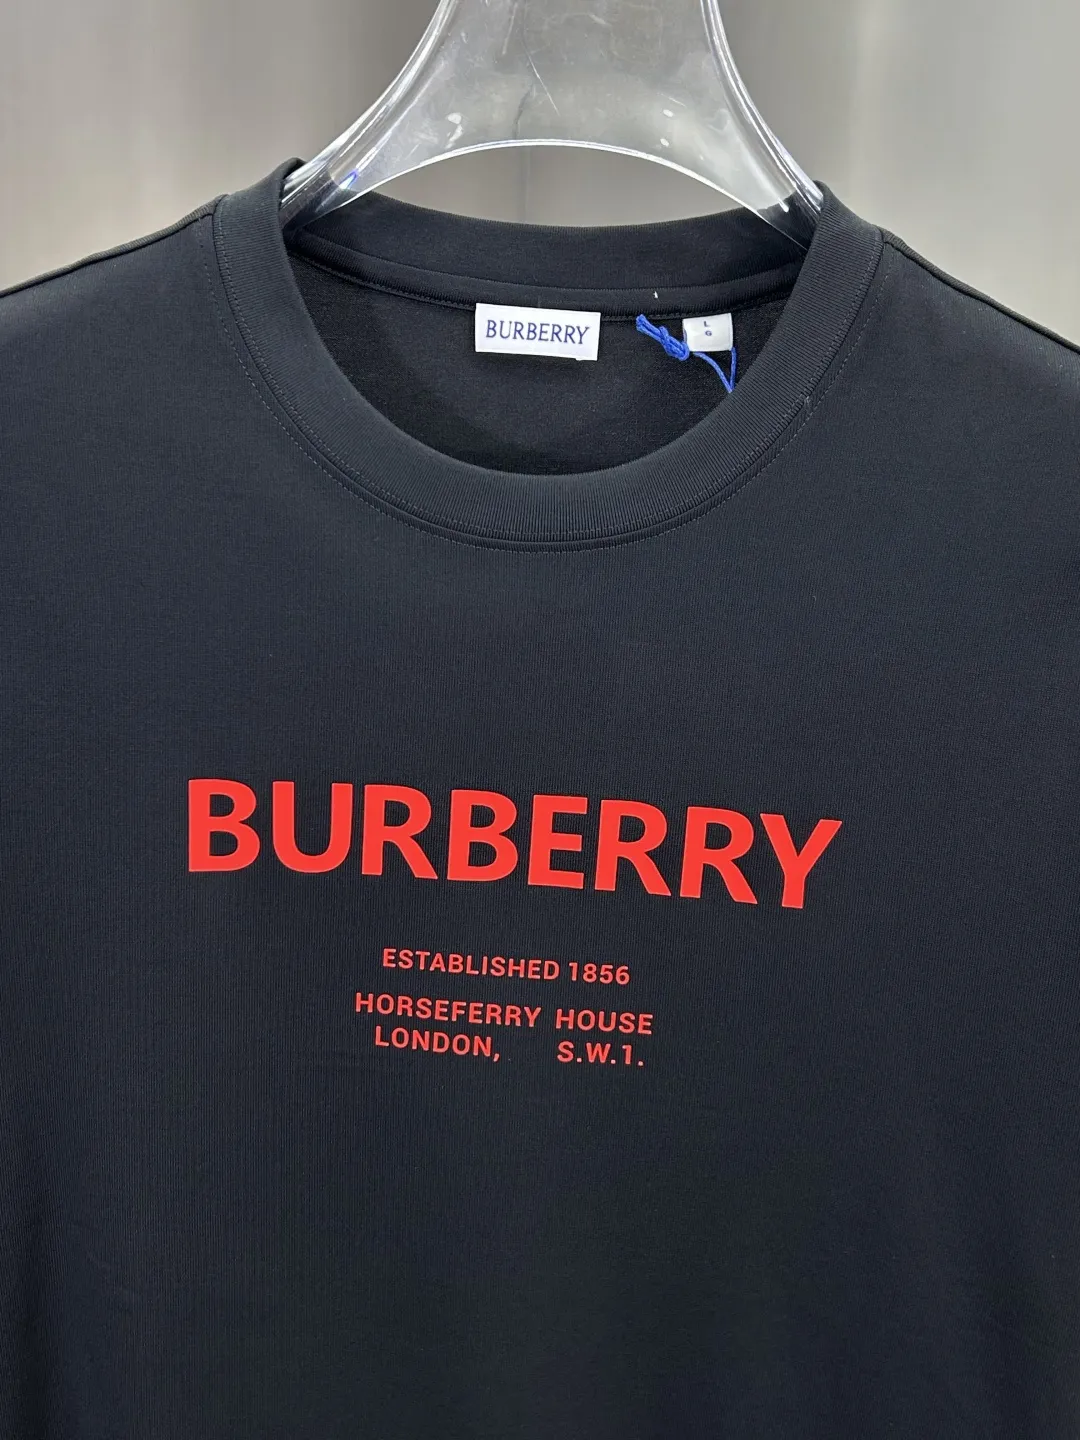 BURBERRY
L
G
BURBERRY
ESTABLISHED 1856
HORSEFERRY HOUSE
LONDON, S.W.1.